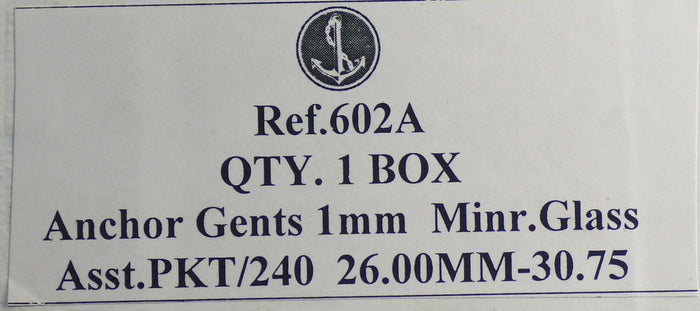 Ref.602A
QTY. 1 BOX
Anchor Gents 1mm Minr.Glass
Asst.PKT/240 26.00MM-30.75